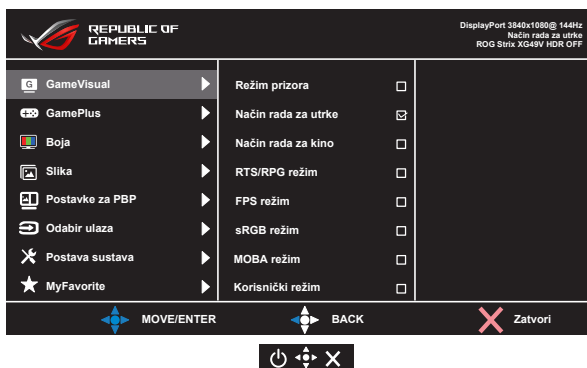 REPUBLIC OF
GAMERS
DisplayPort 3840x1080@ 144Hz
Način rada za utrke
ROG Strix XG49V HDR OFF
G GameVisual
GamePlus
Boja
Slika
Postavke za PBP
Odabir ulaza
Postava sustava
MyFavorite
Režim prizora
Način rada za utrke
Način rada za kino
RTS/RPG režim
FPS režim
sRGB režim
MOBA režim
Korisnički režim
MOVE/ENTER
BACK
Zatvori